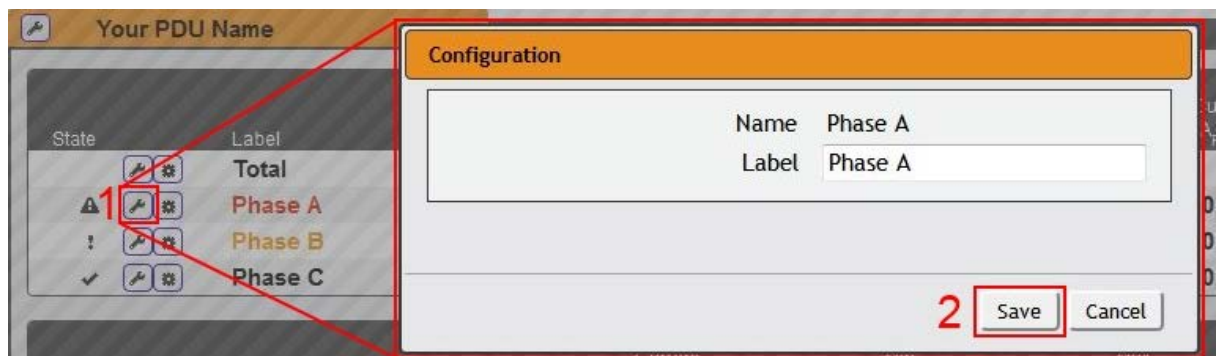 Your PDU Name
Configuration
Name Phase A
Label Phase A
State Label
Total
1 Phase A
Phase B
Phase C
2 Save Cancel